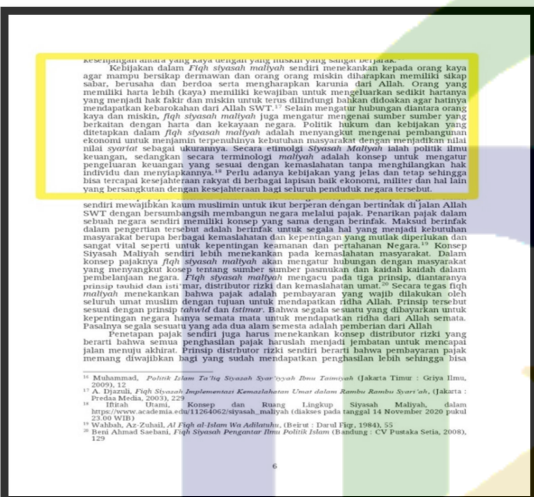 kesenjangan antara yang kaya dengan yang miskin yang sangat berjarak.
Kebijakan dalam Fiqh siyasah maliyah sendiri menekankan kepada orang kaya
agar mampu bersikap dermawan dan orang orang miskin diharapkan memiliki sikap
sabar, berusaha dan berdoa serta mengharapkan karunia dari Allah. Orang yang
memiliki harta lebih (kaya) memiliki kewajiban untuk mengeluarkan sedikit hartanya
yang menjadi hak fakir dan miskin untuk terus dilindungi bahkan didoakan agar hatinya
mendapatkan kebarokahan dari Allah SWT.17 Selain mengatur hubungan diantara orang
kaya dan miskin, fiqh siyasah maliyah juga mengatur mengenai sumber sumber yang
berkaitan dengan harta dan kekayaan negara. Politik hukum dan kebijakan yang
ditetapkan dalam fiqh siyasah maliyah adalah menyangkut mengenai pembangunan
ekonomi untuk menjamin terpenuhinya kebutuhan masyarakat dengan menjadikan nilai
nilai syariat sebagai ukurannya. Secara etimolgi Siyasah Maliyah ialah politik ilmu
keuangan, sedangkan secara terminologi maliyah adalah konsep untuk mengatur
pengeluaran keuangan yang sesuai dengan kemaslahatan tanpa menghilangkan hak
individu dan menyiapkannya.18 Perlu adanya kebijakan yang jelas dan tetap sehingga
bisa tercapai kesejahteraan rakyat di berbagai lapisan baik ekonomi, militer dan hal lain
yang bersangkutan dengan kesejahteraan bagi seluruh penduduk negara tersebut.
sendiri mewajibkan kaum muslimin untuk ikut berperan dengan bertindak di jalan Allah
SWT dengan bersumbangsih membangun negara melului pajak. Penarikan pajak dalam
sebuah negara sendiri memiliki konsep yang sama dengan berinfak. Maksud berinfak
dalam pengertian tersebut adalah berinfak untuk segala hal yang menjadi kebutuhan
masyarakat berupa berbagai kemaslahatan dan kepentingan yang mutlak diperlukan dan
sangat vital seperti untuk kepentingan keamanan dan pertahanan Negara.19 Konsep
Siyasah Maliyah sendiri lebih menekankan pada kemaslahatan masyarakat. Dalam
konsep pajaknya fiqh siyasah maliyah akan mengatur hubungan dengan masyarakat
yang menyangkut kosep tentang sumber pasmukan dan kaidah kaidah dalam
pembelanjaan negara. Fiqh Siyasah maliyah mengacu pada tiga prinsip, diantaranya
prinsip tauhid dan isti'mar, distributor rizki dan kemaslahatan umat.20 Secara tegas fiqh
maliyah menekankan bahwa pajak adalah pembayaran yang wajib dilakukan oleh
seluruh umat muslim dengan tujuan untuk mendapatkan ridha Allah. Prinsip tersebut
sesuai dengan prinsip tahwid dan istimar. Bahwa segala sesuatu yang dibayarkan untuk
kepentingan negara hanya semata mata untuk mendapatkan ridha dari Allah semata.
Pasalnya segala sesuatu yang ada dua alam semesta adalah pemberian dari Allah
Penetapan pajak sendiri juga harus menekankan konsep distributor rizki yang
berarti bahwa semua penghasilan pajak haruslah menjadi jembatan untuk mencapai
jalan menuju akhirat. Prinsip distributor rizki sendiri berarti bahwa pembayaran pajak
memang diwajibkan bagi yang sudah mendapatkan penghasilan lebih sehingga bisa
16 Muhammad, Politik Islam Ta'liq Siyasah Syar'iyyah Ibnu Taimiyah (Jakarta Timur : Griya Ilmu,
2009), 12
17 A. Djazuli, Fiqh Siyasah Implementasi Kemaslahatan Umat dalam Rambu Rambu Syari'ah, (Jakarta :
Predaa Media, 2003), 229
18 Iftitah Utami, Konsep dan Ruang Lingkup Siyasah Maliyah, dalam
https://www.academia.edu/11264062/siyasah_maliyah (diakses pada tanggal 14 November 2020 pukul
23.00 WIB)
19 Wahbah, Az-Zuhail, Al Fiqh al-Islam Wa Adilatuhu, (Beirut : Darul Fiqr, 1984), 55
20 Beni Ahmad Saebani, Fiqh Siyasah Pengantar Ilmu Politik Islam (Bandung : CV Pustaka Setia, 2008),
129
6